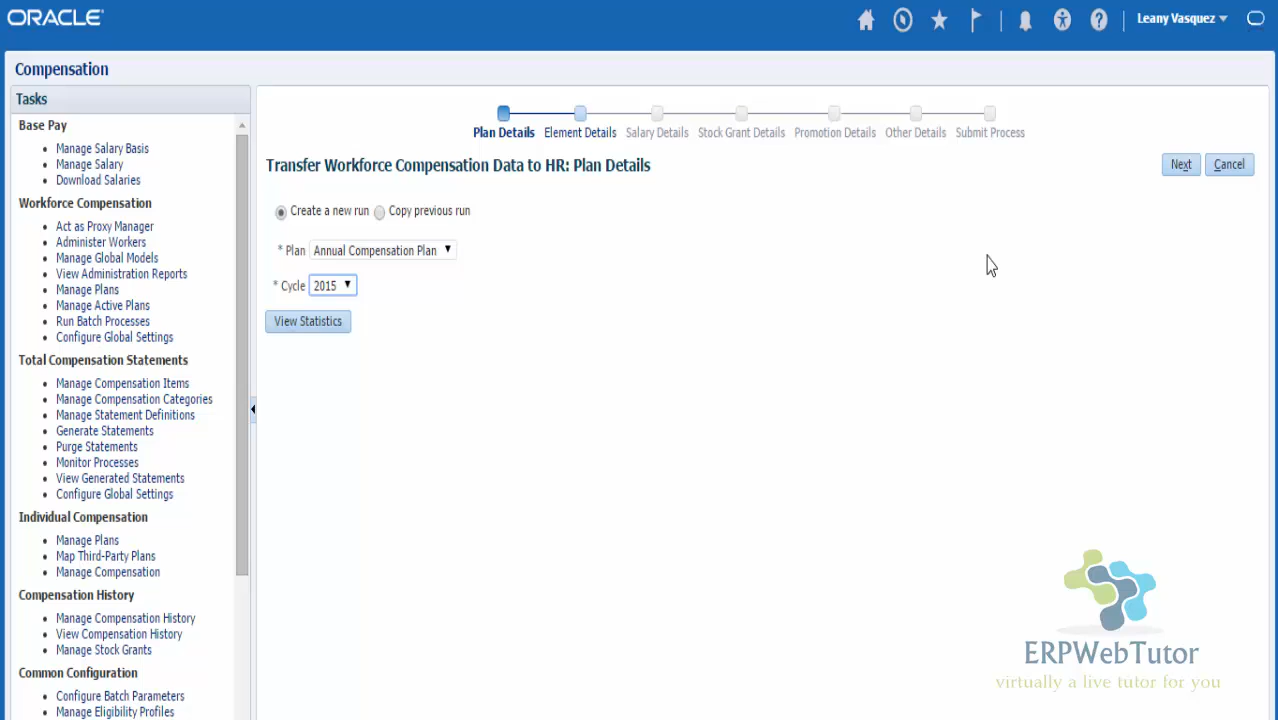 ORACLE
Leany Vasquez
Compensation
Tasks
Base Pay
Manage Salary Basis
Manage Salary
Download Salaries
Workforce Compensation
Act as Proxy Manager
Administer Workers
Manage Global Models
View Administration Reports
Manage Plans
Manage Active Plans
Run Batch Processes
Configure Global Settings
Total Compensation Statements
Manage Compensation Items
Manage Compensation Categories
Manage Statement Definitions
Generate Statements
Purge Statements
Monitor Processes
View Generated Statements
Configure Global Settings
Individual Compensation
Manage Plans
Map Third-Party Plans
Manage Compensation
Compensation History
Manage Compensation History
View Compensation History
Manage Stock Grants
Common Configuration
Configure Batch Parameters
Manage Eligibility Profiles
Plan Details Element Details Salary Details Stock Grant Details Promotion Details Other Details Submit Process
Transfer Workforce Compensation Data to HR: Plan Details
Next Cancel
Create a new run Copy previous run
* Plan Annual Compensation Plan
* Cycle 2015
View Statistics
ERPWebTutor
virtually a live tutor for you